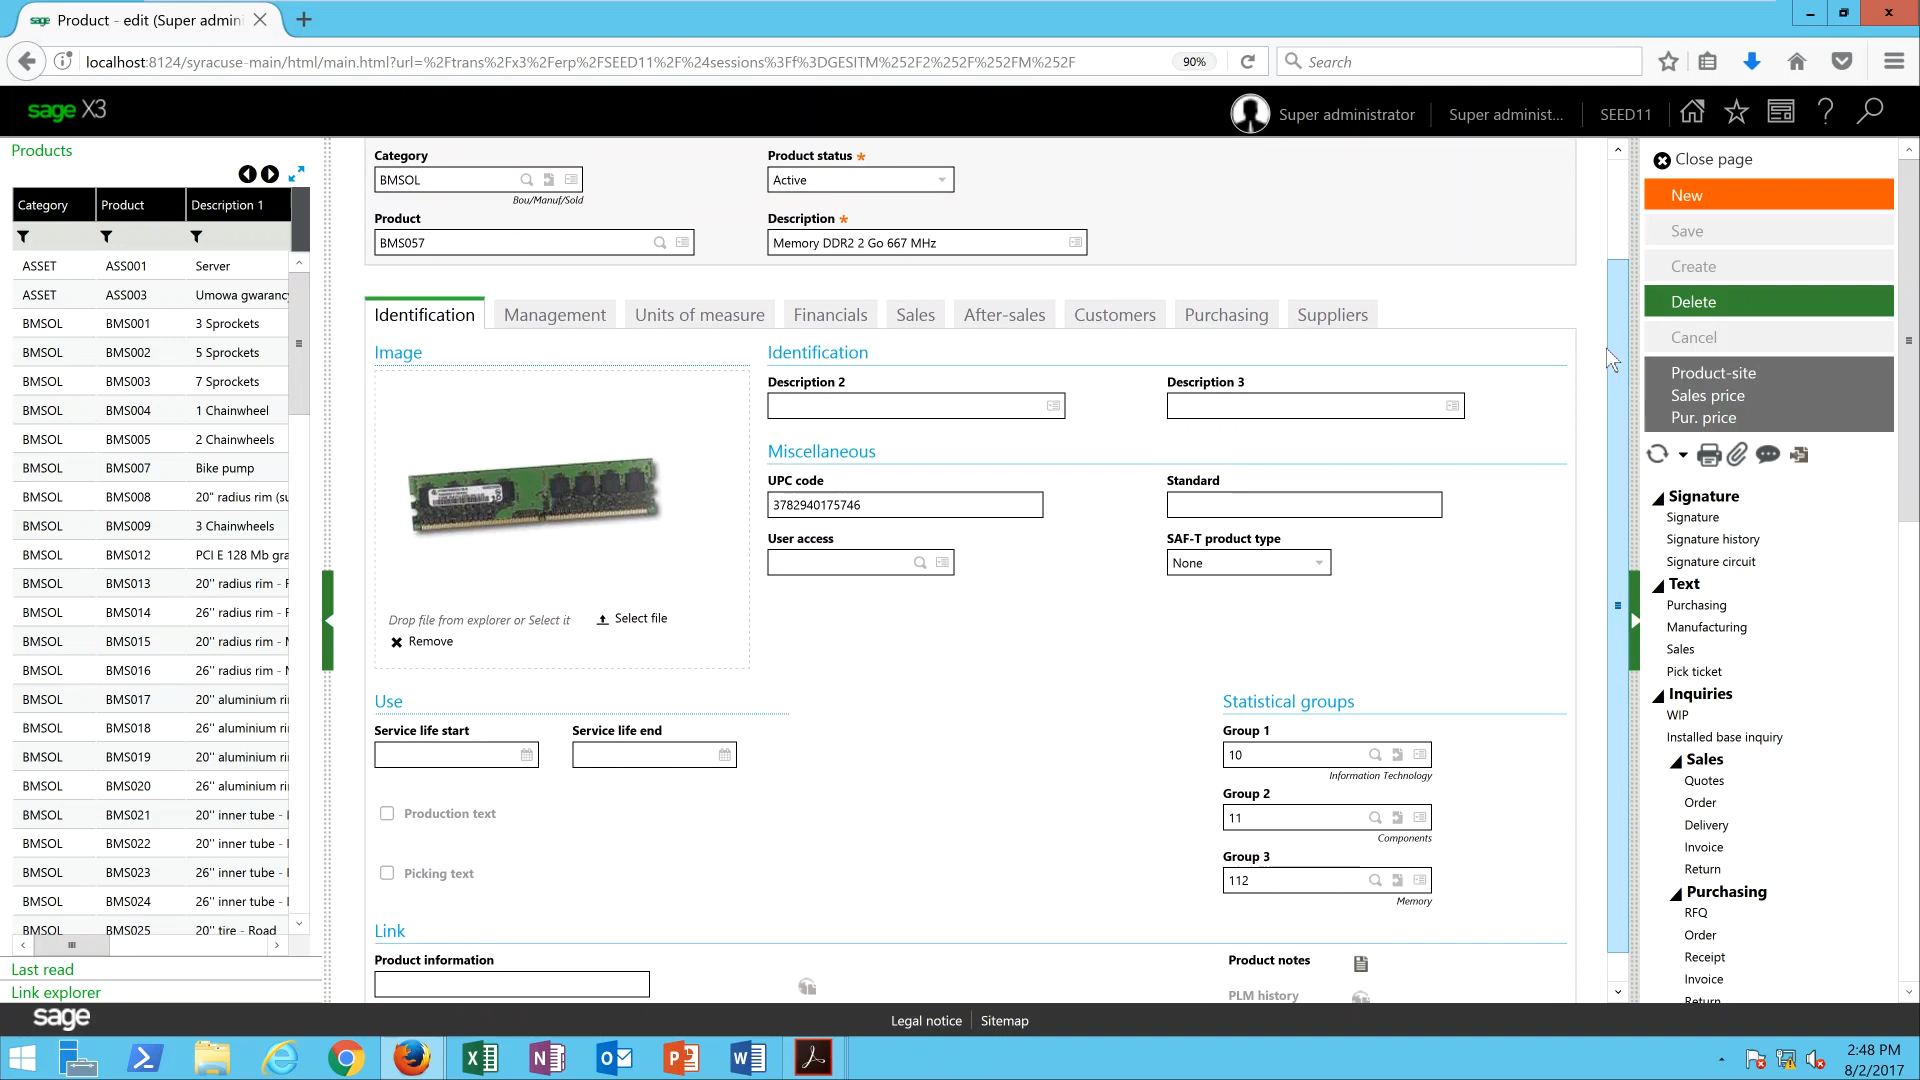 sage Product - edit (Super admini
localhost:8124/syracuse-main/html/main.html?url=%2Ftrans%2Fx3%2Ferp%2FSEED11%2F%24sessions%3Ff%3DGESITM%252F2%252F%252FM%252F
90%
Search
sage X3
Super administrator
Super administ...
SEED11
Products
Category Product Description 1
ASSET ASS001 Server
ASSET ASS003 Umowa gwarancy
BMSOL BMS001 3 Sprockets
BMSOL BMS002 5 Sprockets
BMSOL BMS003 7 Sprockets
BMSOL BMS004 1 Chainwheel
BMSOL BMS005 2 Chainwheels
BMSOL BMS007 Bike pump
BMSOL BMS008 20" radius rim (su
BMSOL BMS009 3 Chainwheels
BMSOL BMS012 PCI E 128 Mb gra
BMSOL BMS013 20'' radius rim - F
BMSOL BMS014 26'' radius rim - F
BMSOL BMS015 20'' radius rim - M
BMSOL BMS016 26'' radius rim - M
BMSOL BMS017 20'' aluminium ri
BMSOL BMS018 26'' aluminium ri
BMSOL BMS019 20'' aluminium ri
BMSOL BMS020 26'' aluminium ri
BMSOL BMS021 20'' inner tube -
BMSOL BMS022 20'' inner tube -
BMSOL BMS023 26'' inner tube -
BMSOL BMS024 26'' inner tube -
BMSOL BMS025 20'' tire - Road
Last read
Link explorer
Category
BMSOL
Bou/Manuf/Sold
Product status *
Active
Product
BMS057
Description *
Memory DDR2 2 Go 667 MHz
Identification Management Units of measure Financials Sales After-sales Customers Purchasing Suppliers
Image
Drop file from explorer or Select it
Select file
Remove
Identification
Description 2
Description 3
Miscellaneous
UPC code
3782940175746
Standard
User access
SAF-T product type
None
Use
Service life start
Service life end
Production text
Picking text
Statistical groups
Group 1
10
Information Technology
Group 2
11
Components
Group 3
112
Memory
Link
Product information
Product notes
PLM history
Close page
New
Save
Create
Delete
Cancel
Product-site
Sales price
Pur. price
Signature
Signature
Signature history
Signature circuit
Text
Purchasing
Manufacturing
Sales
Pick ticket
Inquiries
WIP
Installed base inquiry
Sales
Quotes
Order
Delivery
Invoice
Return
Purchasing
RFQ
Order
Receipt
Invoice
Return
sage
Legal notice
Sitemap
2:48 PM
8/2/2017